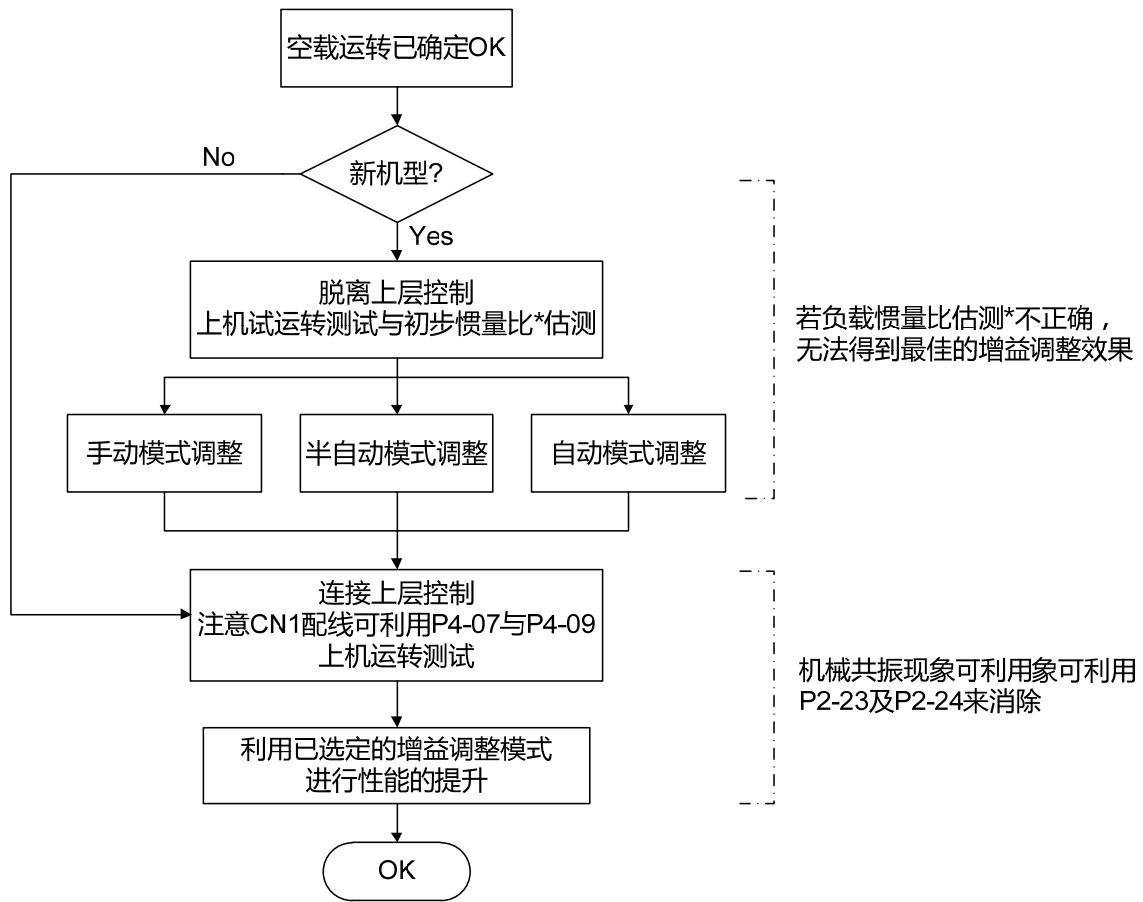 空载运转已确定OK
新机型?
No
Yes
脱离上层控制
上机试运转测试与初步惯量比*估测
手动模式调整
半自动模式调整
自动模式调整
若负载惯量比估测*不正确，
无法得到最佳的增益调整效果
连接上层控制
注意CN1配线可利用P4-07与P4-09
上机运转测试
机械共振现象可利用象可利用
P2-23及P2-24来消除
利用已选定的增益调整模式
进行性能的提升
OK